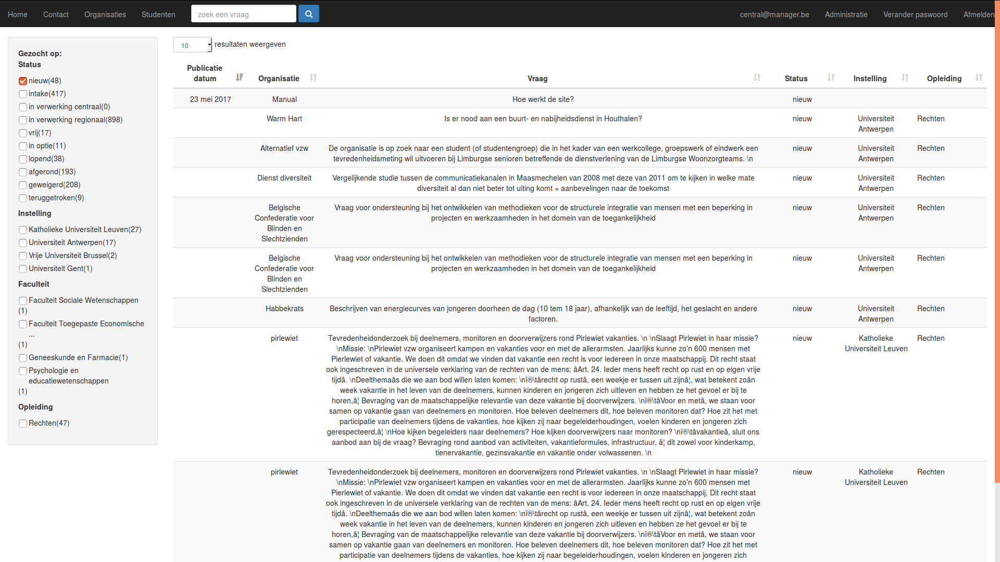 Home Contact Organisaties Studenten zoek een vraag central@manager.be Administratie Verander paswoord Afmelden
Gezocht op:
Status
nieuw(48)
intake(417)
in verwerking centraal(0)
in verwerking regionaal(898)
vrij(17)
in optie(11)
lopend(38)
afgerond(193)
geweigerd(208)
teruggetroken(9)
Instelling
Katholieke Universiteit Leuven(27)
Universiteit Antwerpen(17)
Vrije Universiteit Brussel(2)
Universiteit Gent(1)
Faculteit
Faculteit Sociale Wetenschappen
(1)
Faculteit Toegepaste Economische
...
(1)
Geneeskunde en Farmacie(1)
Psychologie en
educatiewetenschappen
(1)
Opleiding
Rechten(47)
10 resultaten weergeven
Publicatie
datum Organisatie Vraag Status Instelling Opleiding
23 mei 2017 Manual Hoe werkt de site? nieuw
Warm Hart Is er nood aan een buurt- en nabijheidsdienst in Houthalen? nieuw Universiteit Rechten
Antwerpen
Alternatief vzw De organisatie is op zoek naar een student (of studentengroep) die in het kader van een werkcollege, groepswerk of eindwerk een nieuw Universiteit Rechten
tevredenheidsmeting wil uitvoeren bij Limburgse senioren betreffende de dienstverlening van de Limburgse Woonzorgteams. \n Antwerpen
Dienst diversiteit Vergelijkende studie tussen de communicatiekanalen in Maasmechelen van 2008 met deze van 2011 om te kijken in welke mate nieuw Universiteit Rechten
diversiteit al dan niet beter tot uiting komt + aanbevelingen naar de toekomst Antwerpen
Belgische Vraag voor ondersteuning bij het ontwikkelen van methodieken voor de structurele integratie van mensen met een beperking in nieuw Universiteit Rechten
Confederatie voor projecten en werkzaamheden in het domein van de toegankelijkheid Antwerpen
Blinden en
Slechtzienden
Belgische Vraag voor ondersteuning bij het ontwikkelen van methodieken voor de structurele integratie van mensen met een beperking in nieuw Universiteit Rechten
Confederatie voor projecten en werkzaamheden in het domein van de toegankelijkheid Antwerpen
Blinden en
Slechtzienden
Habbekrats Beschrijven van energiecurves van jongeren doorheen de dag (10 tem 18 jaar), afhankelijk van de leeftijd, het geslacht en andere nieuw Universiteit Rechten
factoren. Antwerpen
pirlewiet Tevredenheidonderzoek bij deelnemers, monitoren en doorverwijzers rond Pirlewiet vakanties. \n \nSlaagt Pirlewiet in haar missie? nieuw Katholieke Rechten
\nMissie: \nPirlewiet vzw organiseert kampen en vakanties voor en met de allerarmsten. Jaarlijks kunne zo'n 600 mensen met Universiteit Leuven
Pierlewiet of vakantie. We doen dit omdat we vinden dat vakantie een recht is voor iedereen in onze maatschappij. Dit recht staat
ook ingeschreven in de universele verklaring van de rechten van de mens: âArt. 24. Ieder mens heeft recht op rust en op eigen vrije
tijdâ. \nDeelthemaâs die we aan bod willen laten komen: \nï®\târecht op rustâ, een weekje er tussen uit zijnâ¦, wat betekent zoân
week vakantie in het leven van de deelnemers, kunnen kinderen en jongeren zich uitleven en hebben ze het gevoel er bij te
horen,â¦ Bevraging van de maatschappelijke relevantie van deze vakantie bij doorverwijzers. \nï®\tâVoor en metâ, we staan voor
samen op vakantie gaan van deelnemers en monitoren. Hoe beleven deelnemers dit, hoe beleven monitoren dat? Hoe zit het met
participatie van deelnemers tijdens de vakanties, hoe kijken zij naar begeleiderhoudingen, voelen kinderen en jongeren zich
gerespecteerd,â¦ \nHoe kijken begeleiders naar deelnemers? Hoe kijken doorverwijzers naar monitoren? \nï®\tâvakantieâ, sluit ons
aanbod aan bij de vraag? Bevraging rond aanbod van activiteiten, vakantieformules, infrastructuur, â¦ dit zowel voor kinderkamp,
tienervakantie, gezinsvakantie en vakantie onder volwassenen. \n
pirlewiet Tevredenheidonderzoek bij deelnemers, monitoren en doorverwijzers rond Pirlewiet vakanties. \n \nSlaagt Pirlewiet in haar missie? nieuw Katholieke Rechten
\nMissie: \nPirlewiet vzw organiseert kampen en vakanties voor en met de allerarmsten. Jaarlijks kunne zo'n 600 mensen met Universiteit Leuven
Pierlewiet of vakantie. We doen dit omdat we vinden dat vakantie een recht is voor iedereen in onze maatschappij. Dit recht staat
ook ingeschreven in de universele verklaring van de rechten van de mens: âArt. 24. Ieder mens heeft recht op rust en op eigen vrije
tijdâ. \nDeelthemaâs die we aan bod willen laten komen: \nï®\târecht op rustâ, een weekje er tussen uit zijnâ¦, wat betekent zoân
week vakantie in het leven van de deelnemers, kunnen kinderen en jongeren zich uitleven en hebben ze het gevoel er bij te
horen,â¦ Bevraging van de maatschappelijke relevantie van deze vakantie bij doorverwijzers. \nï®\tâVoor en metâ, we staan voor
samen op vakantie gaan van deelnemers en monitoren. Hoe beleven deelnemers dit, hoe beleven monitoren dat? Hoe zit het met
participatie van deelnemers tijdens de vakanties, hoe kijken zij naar begeleiderhoudingen, voelen kinderen en jongeren zich